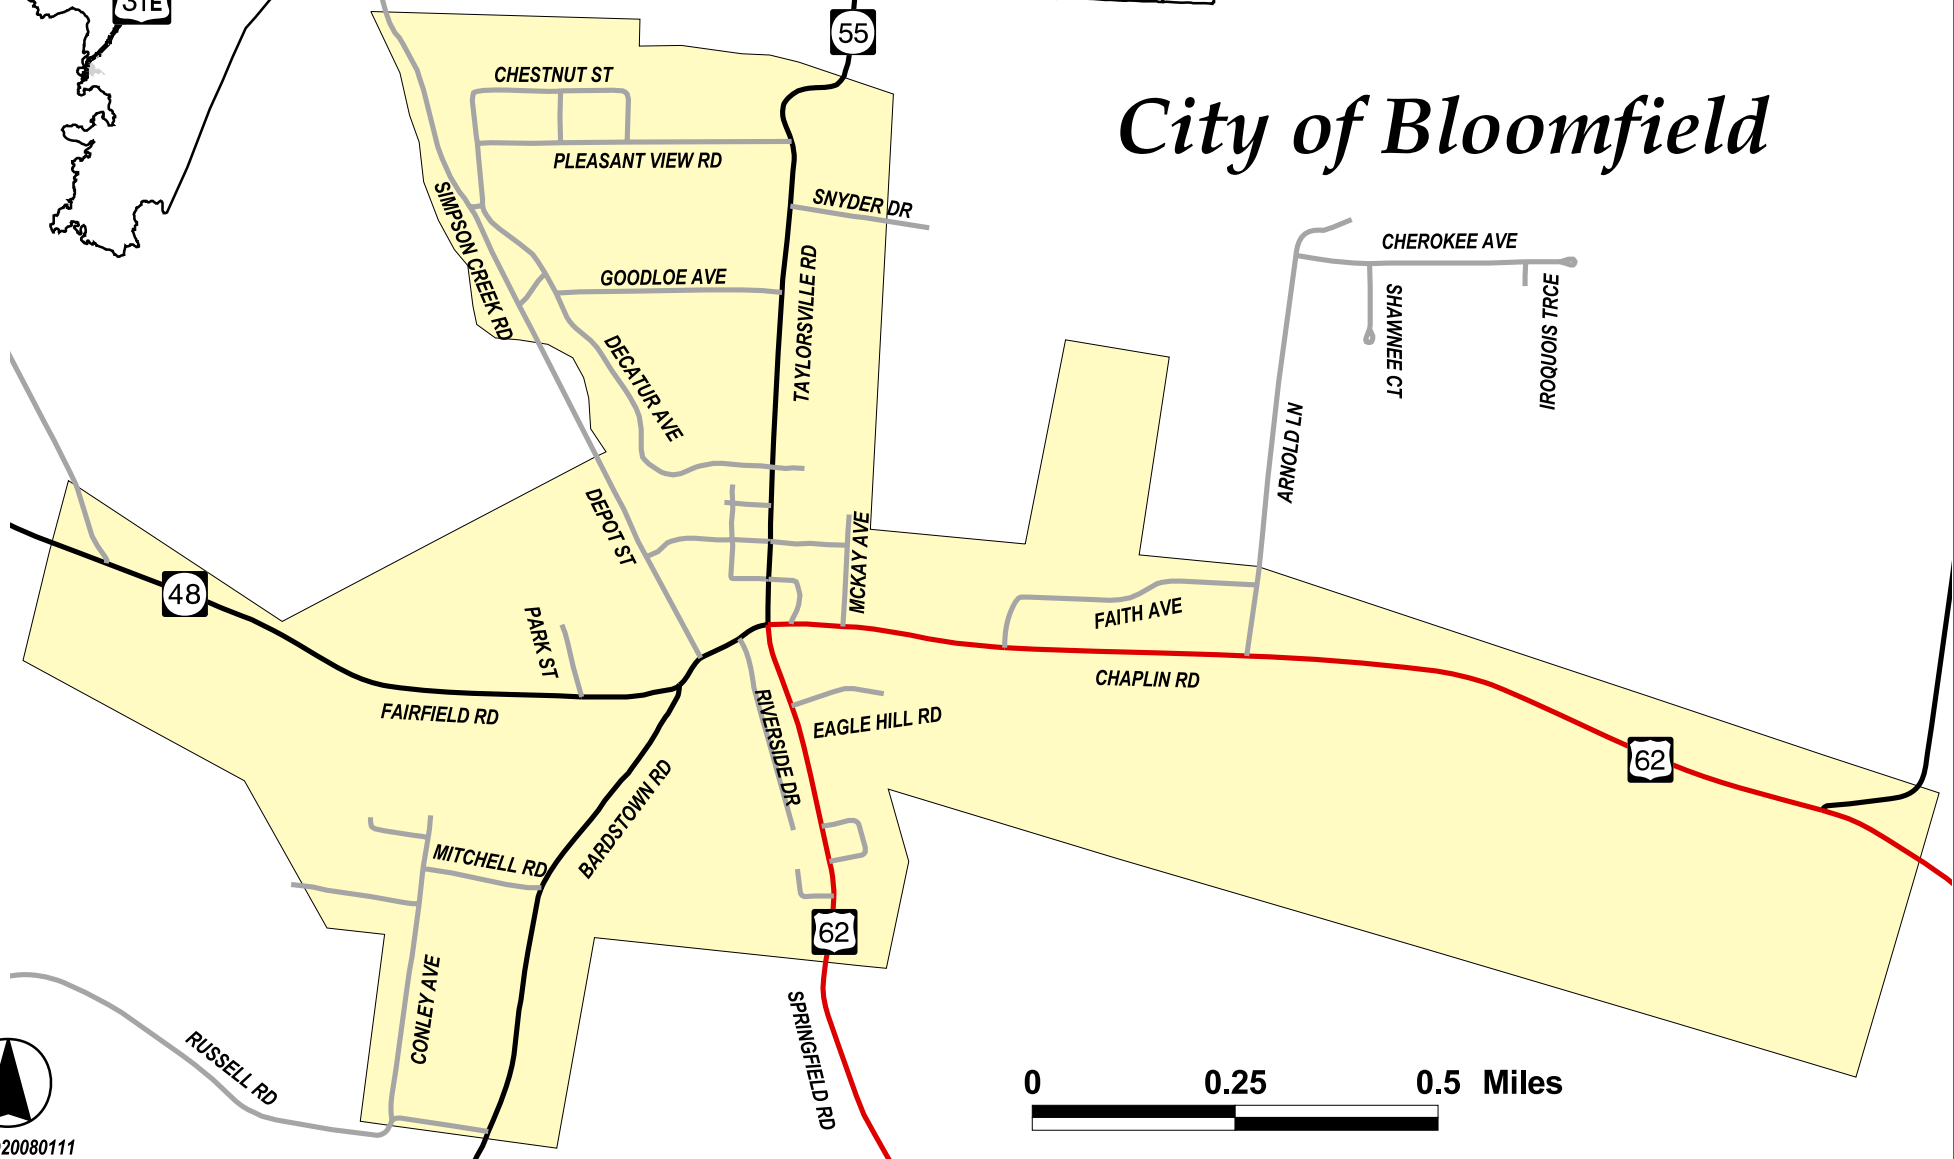 31E
55
CHESTNUT ST
City of Bloomfield
PLEASANT VIEW RD
SNYDER DR
SIMPSON CREEK RD
CHEROKEE AVE
GOODLOE AVE
TAYLORSVILLE RD
SHAWNEE CT
IROQUOIS TRCE
DECATUR AVE
ARNOLD LN
DEPOT ST
MCKAY AVE
48
PARK ST
FAITH AVE
CHAPLIN RD
FAIRFIELD RD
RIVERSIDE DR
EAGLE HILL RD
62
BARDSTOWN RD
MITCHELL RD
62
CONLEY AVE
SPRINGFIELD RD
RUSSELL RD
0 0.25 0.5 Miles
20080111